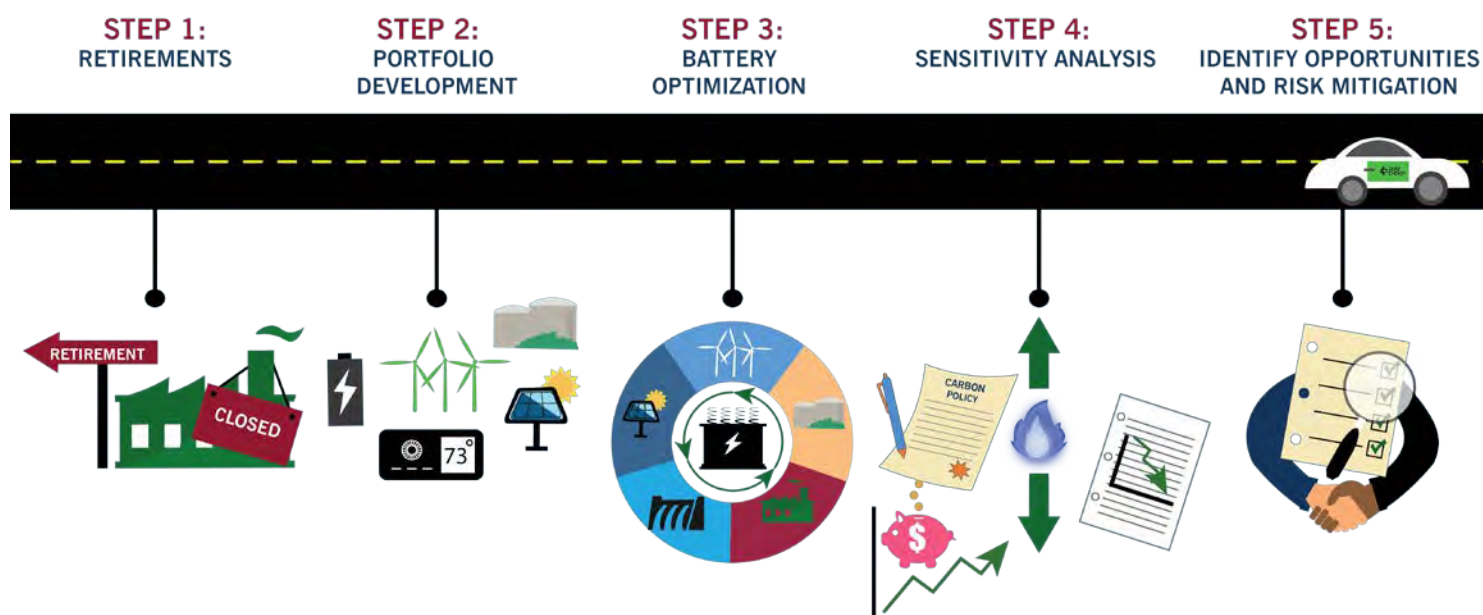 STEP 1:
RETIREMENTS
STEP 2:
PORTFOLIO
DEVELOPMENT
STEP 3:
BATTERY
OPTIMIZATION
STEP 4:
SENSITIVITY ANALYSIS
STEP 5:
IDENTIFY OPPORTUNITIES
AND RISK MITIGATION
RETIREMENT
CLOSED
73°
CARBON
POLICY
$